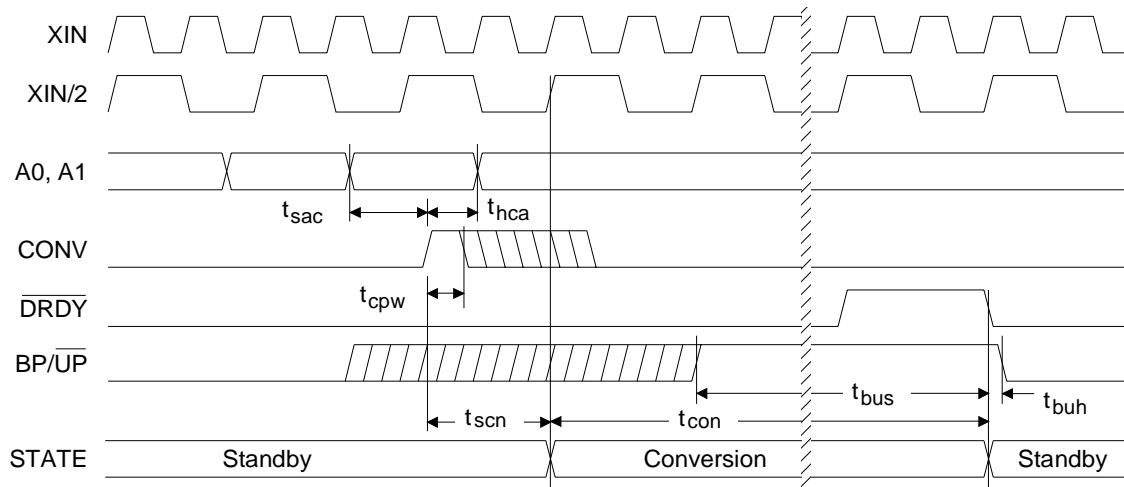 XIN
XIN/2
A0, A1
tsac
thca
CONV
tcpw
DRDY
BP/UP
tbus
tbuh
tscn
tcon
STATE
Standby
Conversion
Standby